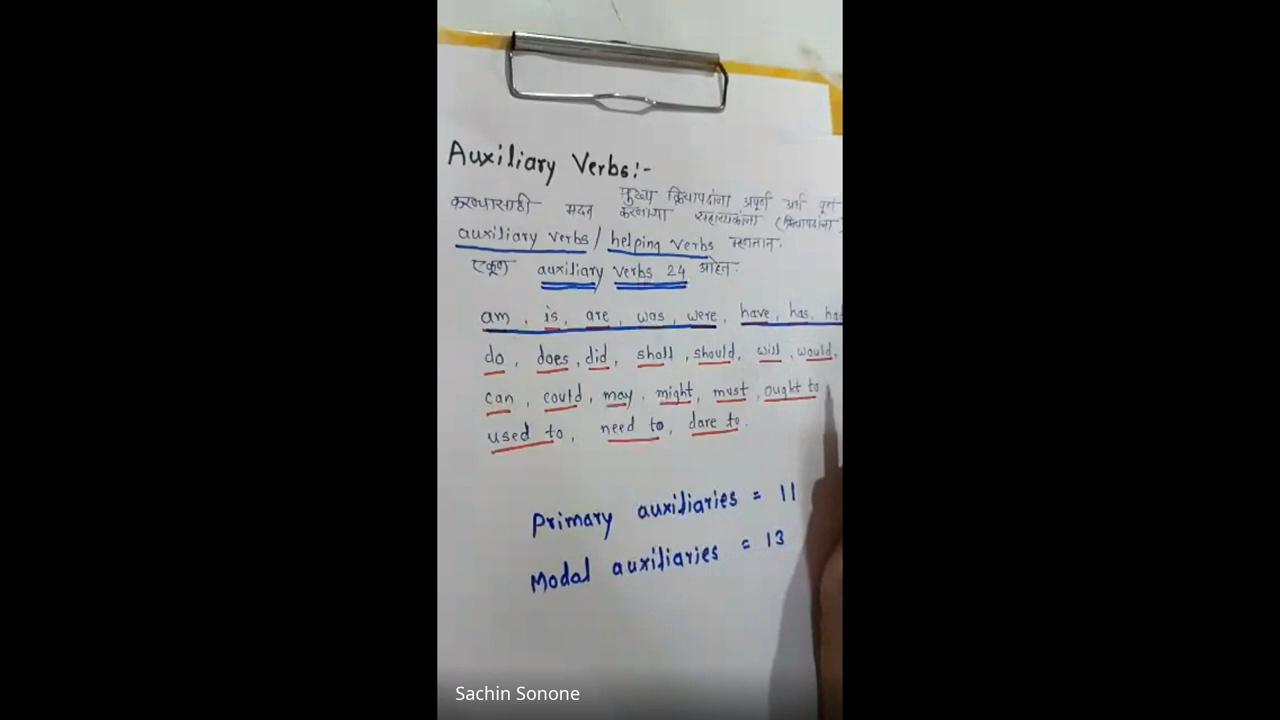 Auxiliary Verbs:-
मुख्य क्रियापदांना अपूर्ण अर्थ पूर्ण
करण्यासाठी मदत करणाऱ्या सहाय्यकांना (क्रियापदांना)
auxiliary verbs / helping verbs म्हणतात.
एकूण auxiliary verbs 24 आहेत.
am, is, are, was, were, have, has, had
do, does, did, shall, should, will, would,
can, could, may, might, must, ought to,
used to, need to, dare to.
Primary auxiliaries = 11
Modal auxiliaries = 13
Sachin Sonone